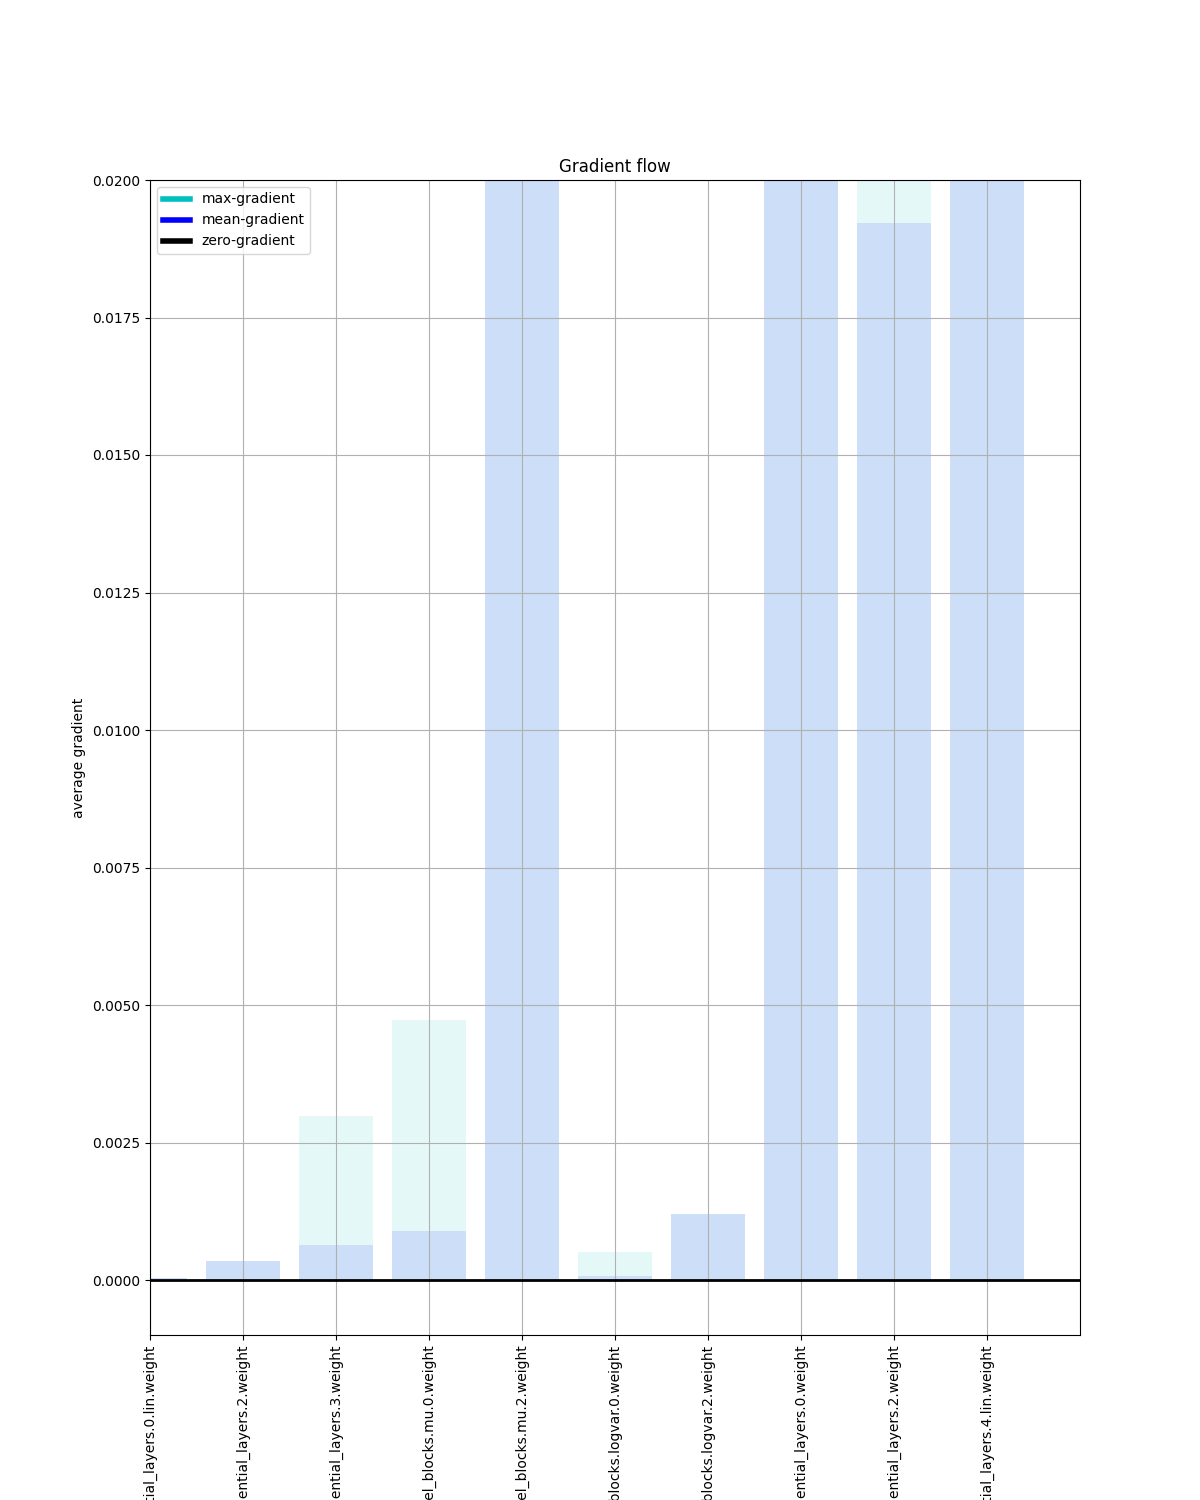 Gradient flow
max-gradient
mean-gradient
zero-gradient
0.0200
0.0175
0.0150
0.0125
0.0100
0.0075
0.0050
0.0025
0.0000
average gradient
tial_layers.0.lin.weight
ential_layers.2.weight
ential_layers.3.weight
el_blocks.mu.0.weight
el_blocks.mu.2.weight
blocks.logvar.0.weight
blocks.logvar.2.weight
ential_layers.0.weight
ential_layers.2.weight
tial_layers.4.lin.weight